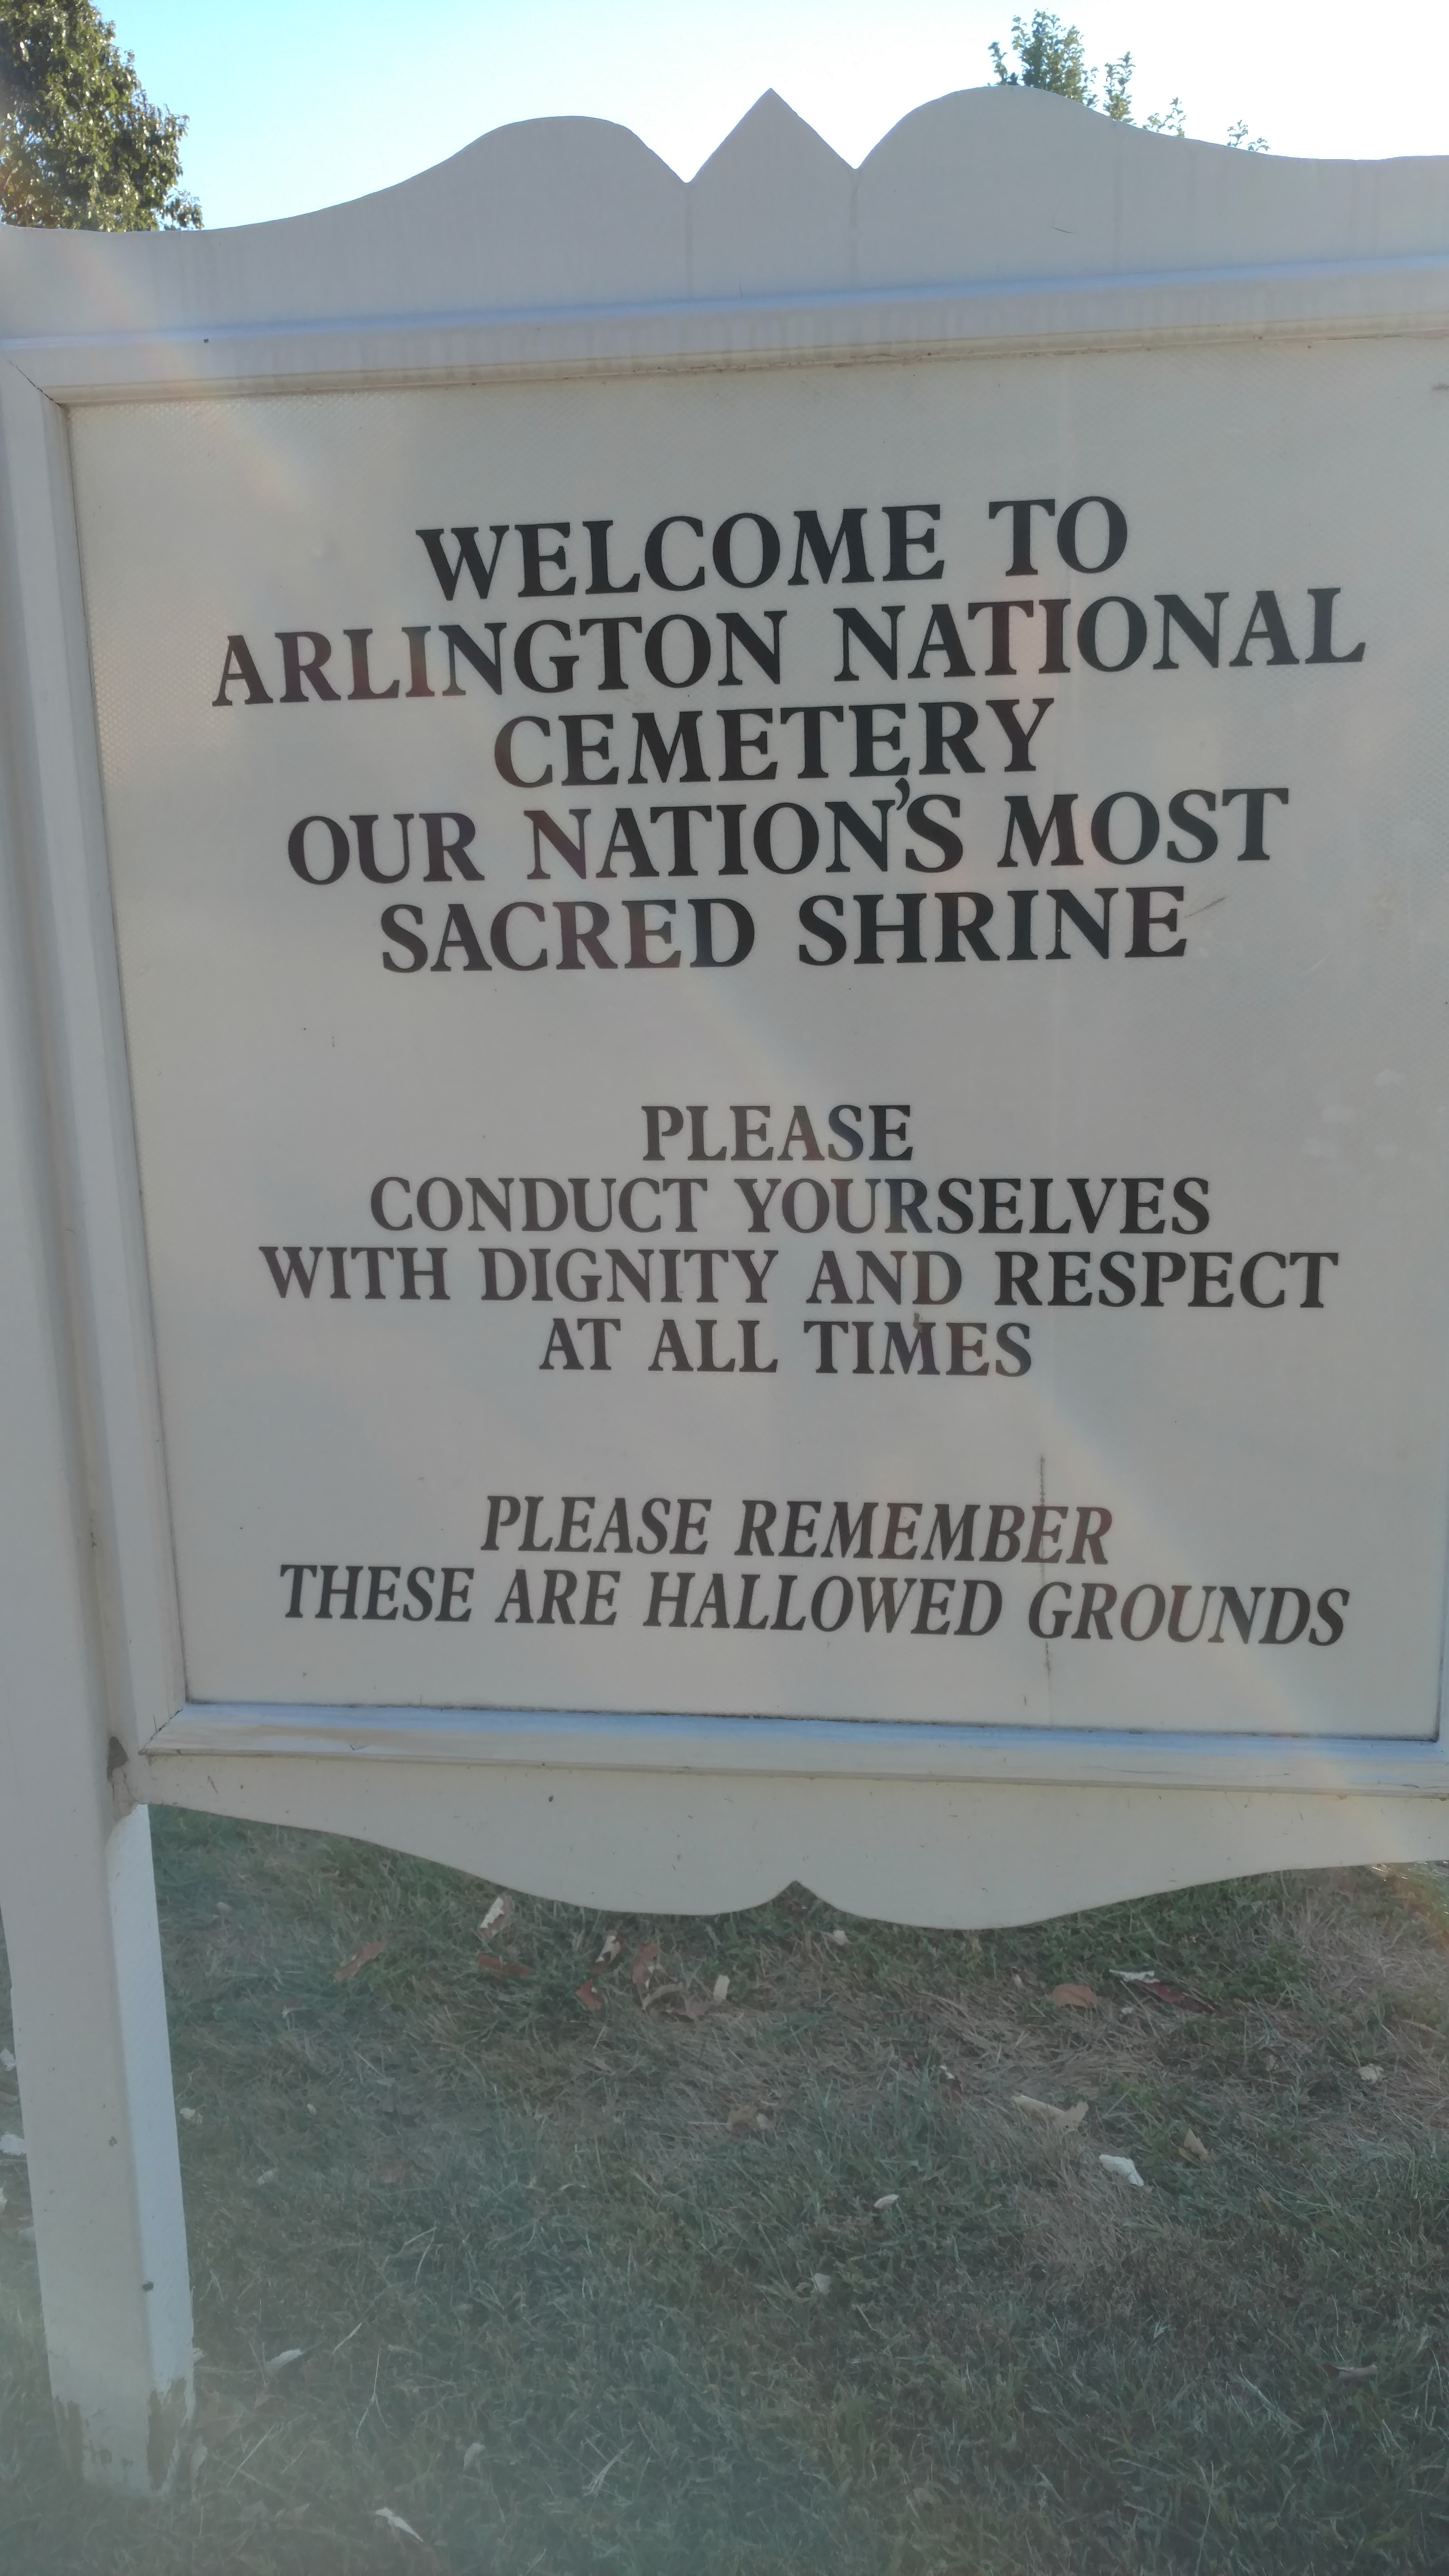 WELCOME TO
ARLINGTON NATIONAL
CEMETERY
OUR NATION'S MOST
SACRED SHRINE
PLEASE
CONDUCT YOURSELVES
WITH DIGNITY AND RESPECT
AT ALL TIMES
PLEASE REMEMBER
THESE ARE HALLOWED GROUNDS